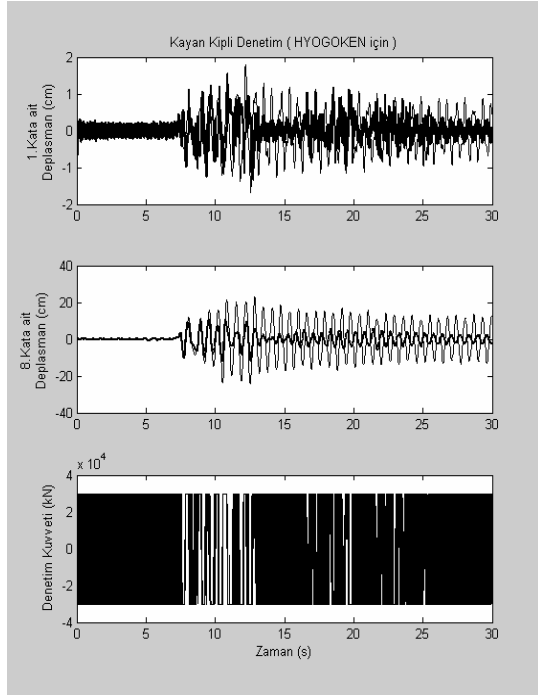 Kayan Kipli Denetim ( HYOGOKEN için )
2
1
0
-1
-2
1.Kata ait
Deplasman (cm)
0 5 10 15 20 25 30
40
20
0
-20
-40
8.Kata ait
Deplasman (cm)
0 5 10 15 20 25 30
x 10^4
4
2
0
-2
-4
Denetim Kuvveti (kN)
0 5 10 15 20 25 30
Zaman (s)